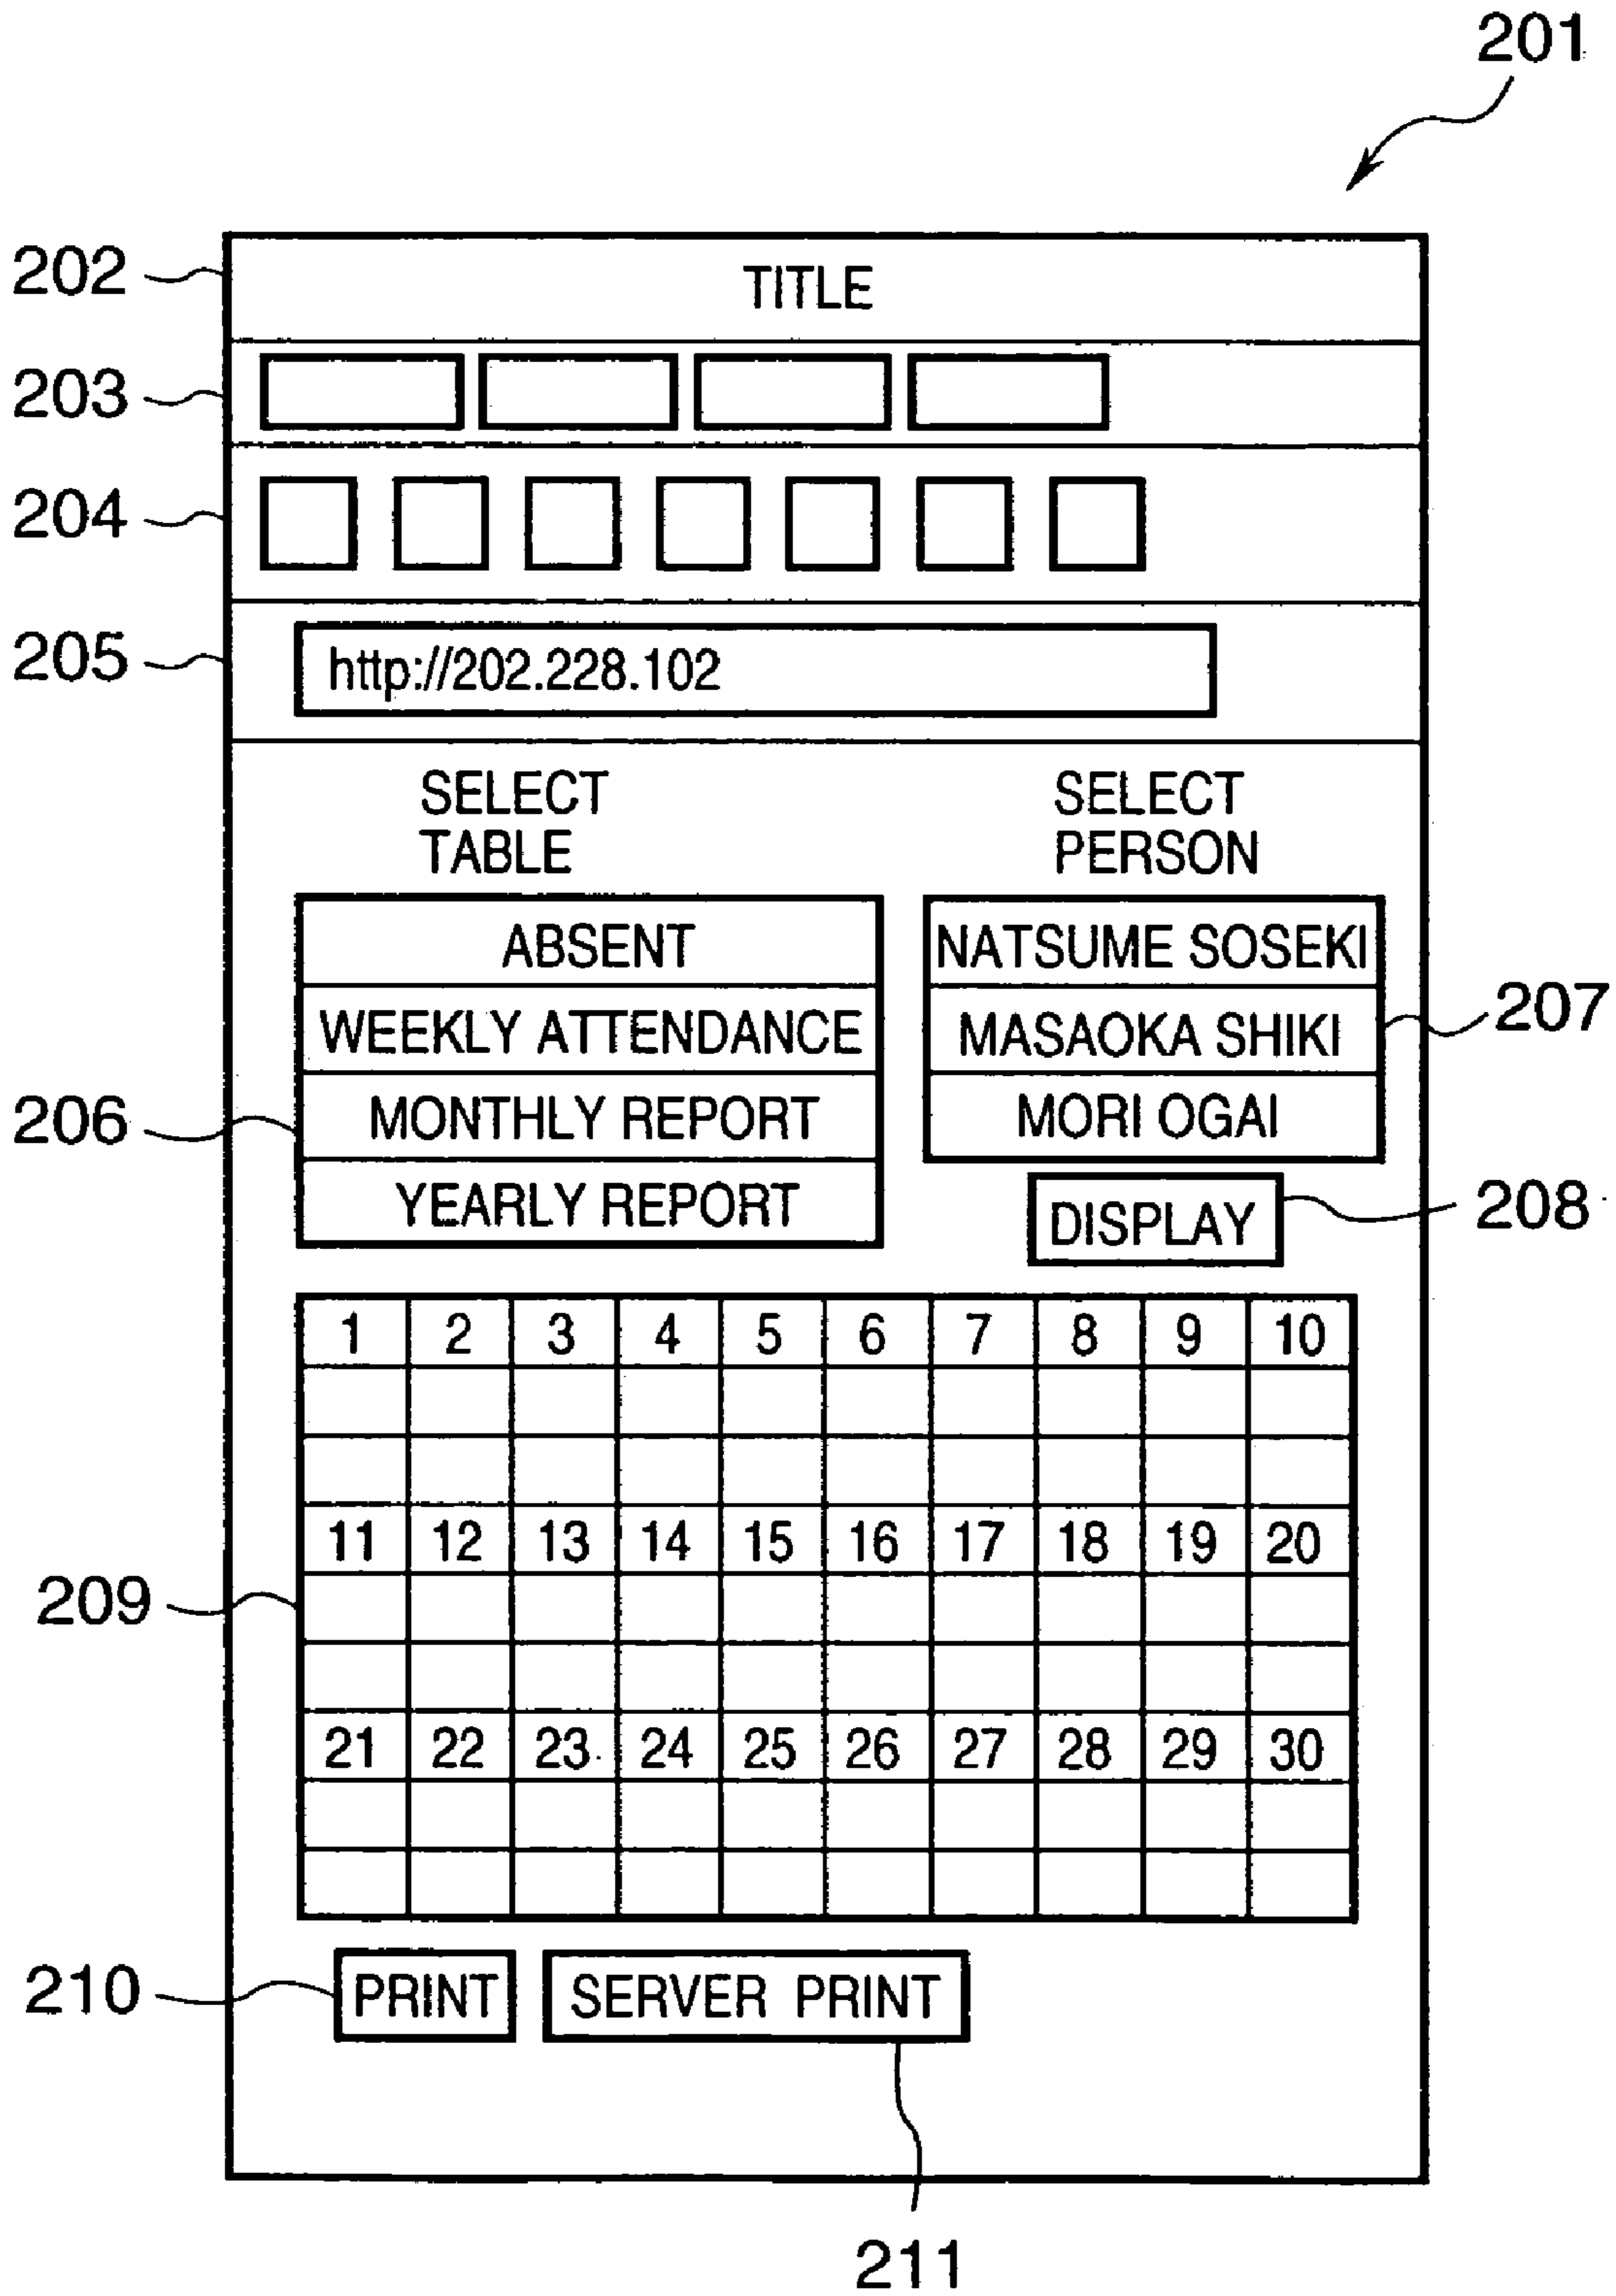 201
202
TITLE
203
204
205
http://202.228.102
SELECT
TABLE
SELECT
PERSON
ABSENT
WEEKLY ATTENDANCE
MONTHLY REPORT
YEARLY REPORT
206
NATSUME SOSEKI
MASAOKA SHIKI
MORI OGAI
207
DISPLAY
208
1 2 3 4 5 6 7 8 9 10
11 12 13 14 15 16 17 18 19 20
209
21 22 23 24 25 26 27 28 29 30
210
PRINT
SERVER PRINT
211